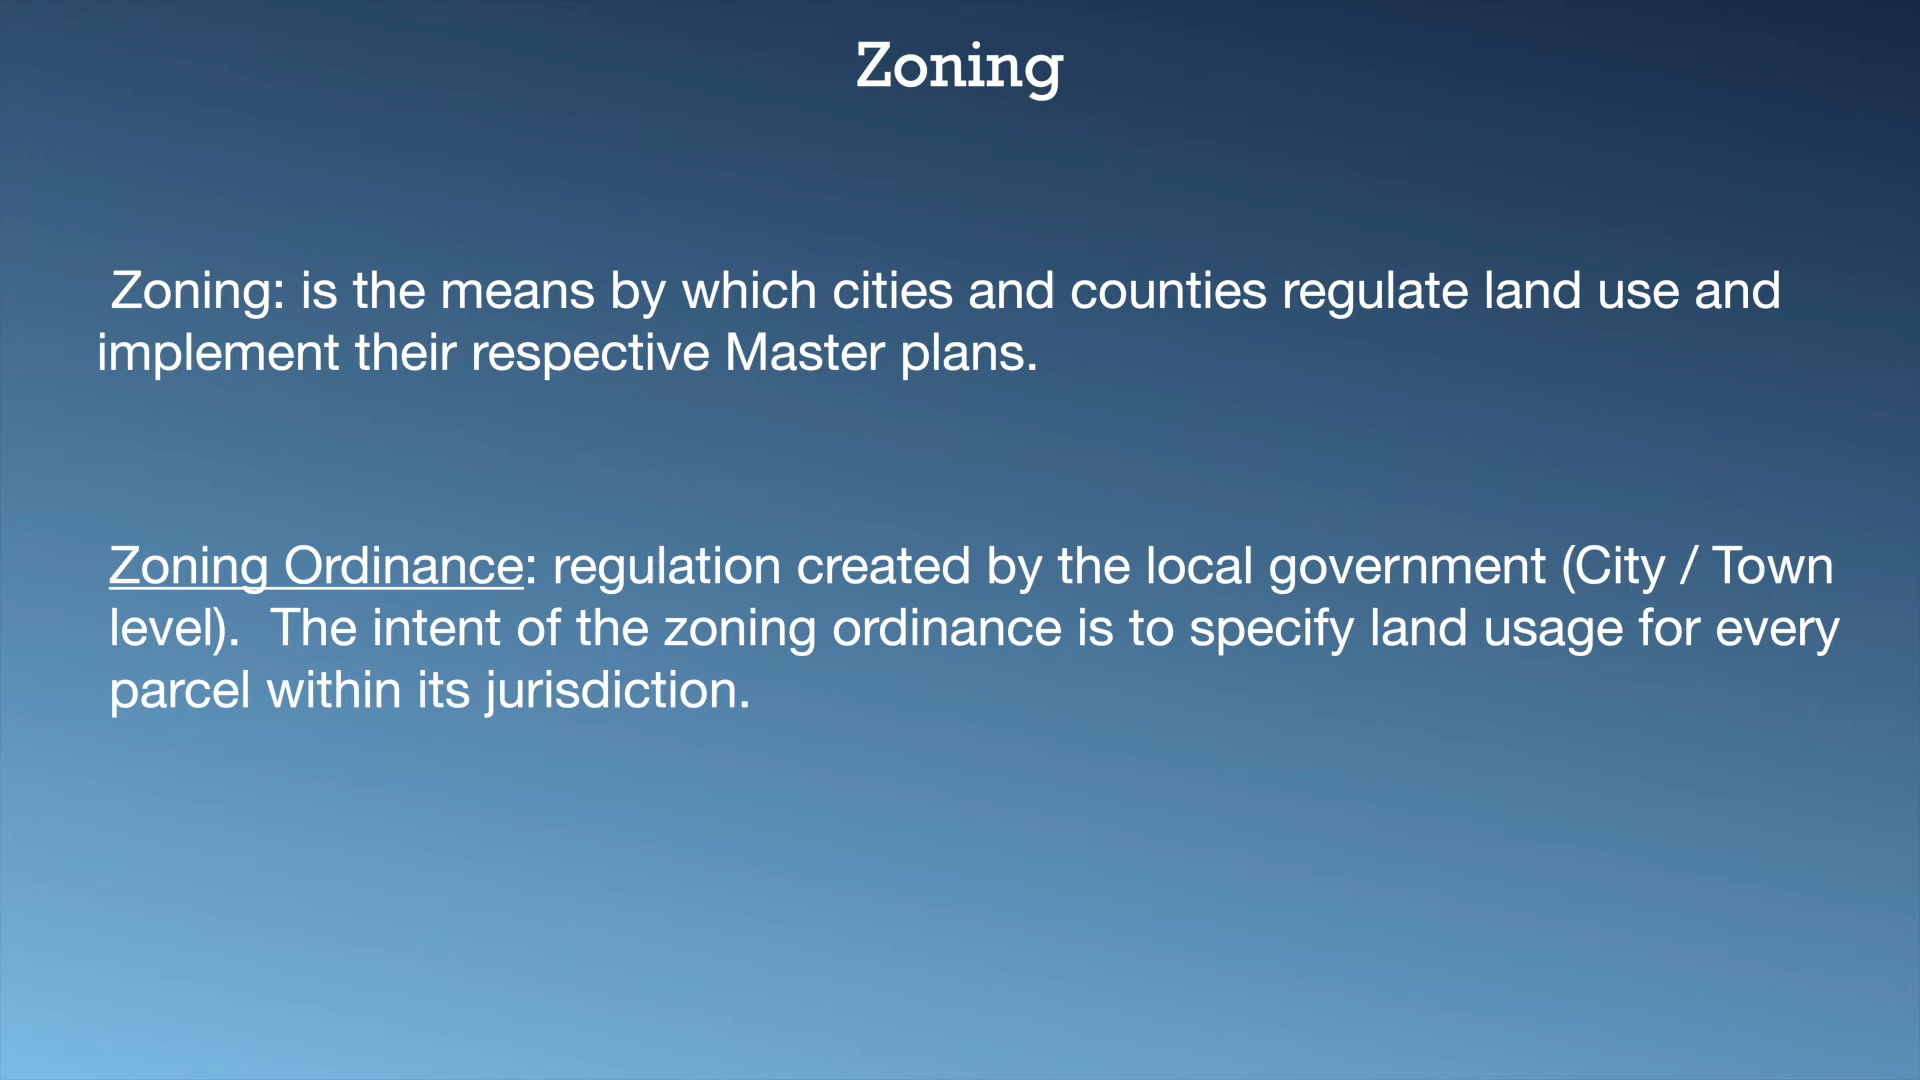 Zoning
Zoning: is the means by which cities and counties regulate land use and
implement their respective Master plans.
Zoning Ordinance: regulation created by the local government (City / Town
level).  The intent of the zoning ordinance is to specify land usage for every
parcel within its jurisdiction.